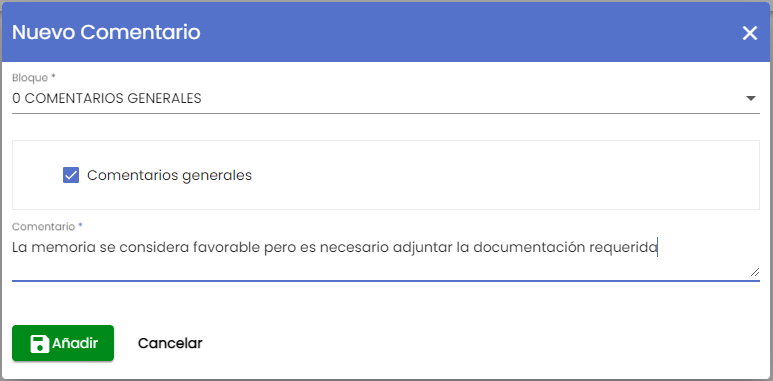 Nuevo Comentario
Bloque *
0 COMENTARIOS GENERALES
Comentarios generales
Comentario *
La memoria se considera favorable pero es necesario adjuntar la documentación requerida
Añadir
Cancelar